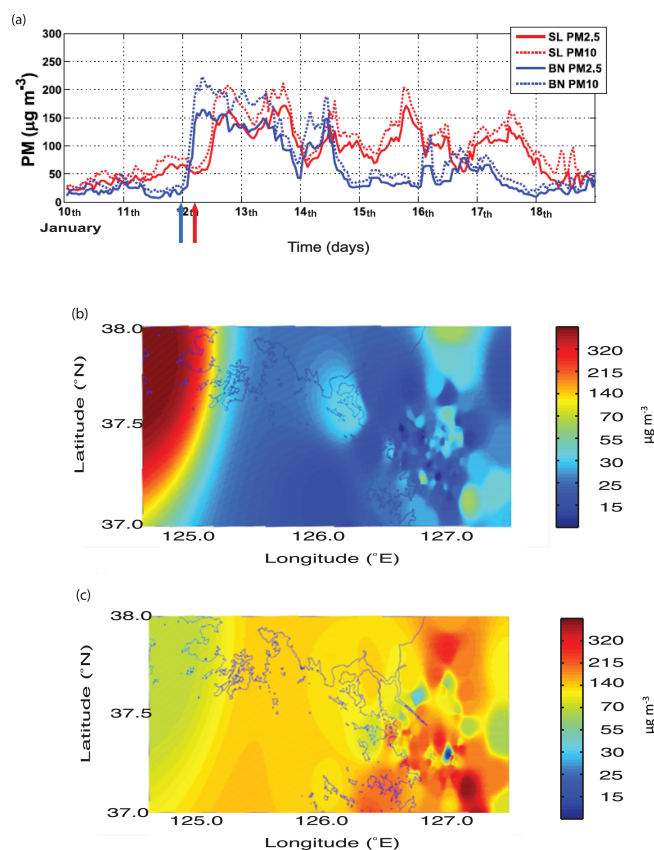 (a)
SL PM2.5
SL PM10
BN PM2.5
BN PM10
PM (µg m-3)
300
250
200
150
100
50
0
10th 11th 12th 13th 14th 15th 16th 17th 18th
January
Time (days)
(b)
38.0
37.5
37.0
Latitude (°N)
125.0 126.0 127.0
Longitude (°E)
320
215
140
70
55
30
25
15
µg m-3
(c)
38.0
37.5
37.0
Latitude (°N)
125.0 126.0 127.0
Longitude (°E)
320
215
140
70
55
30
25
15
µg m-3